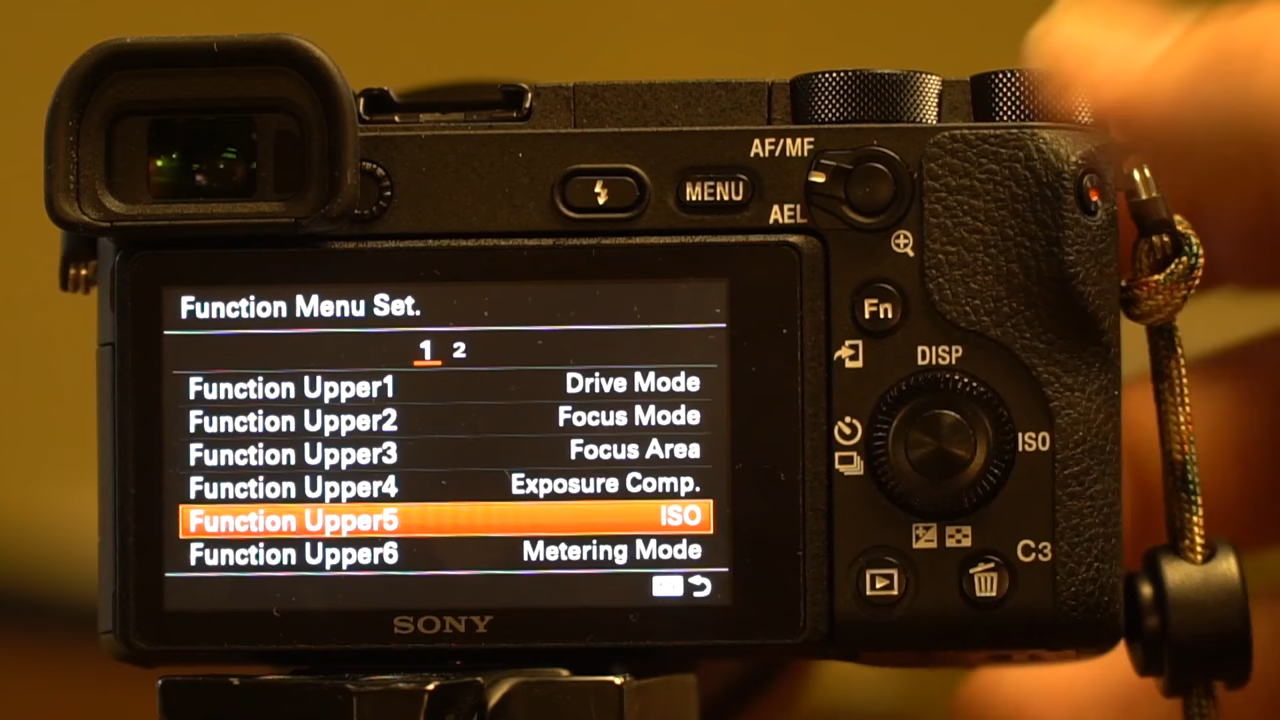 AF/MF
MENU
AEL
Fn
DISP
ISO
C3
Function Menu Set.
1 2
Function Upper1 Drive Mode
Function Upper2 Focus Mode
Function Upper3 Focus Area
Function Upper4 Exposure Comp.
Function Upper5 ISO
Function Upper6 Metering Mode
SONY